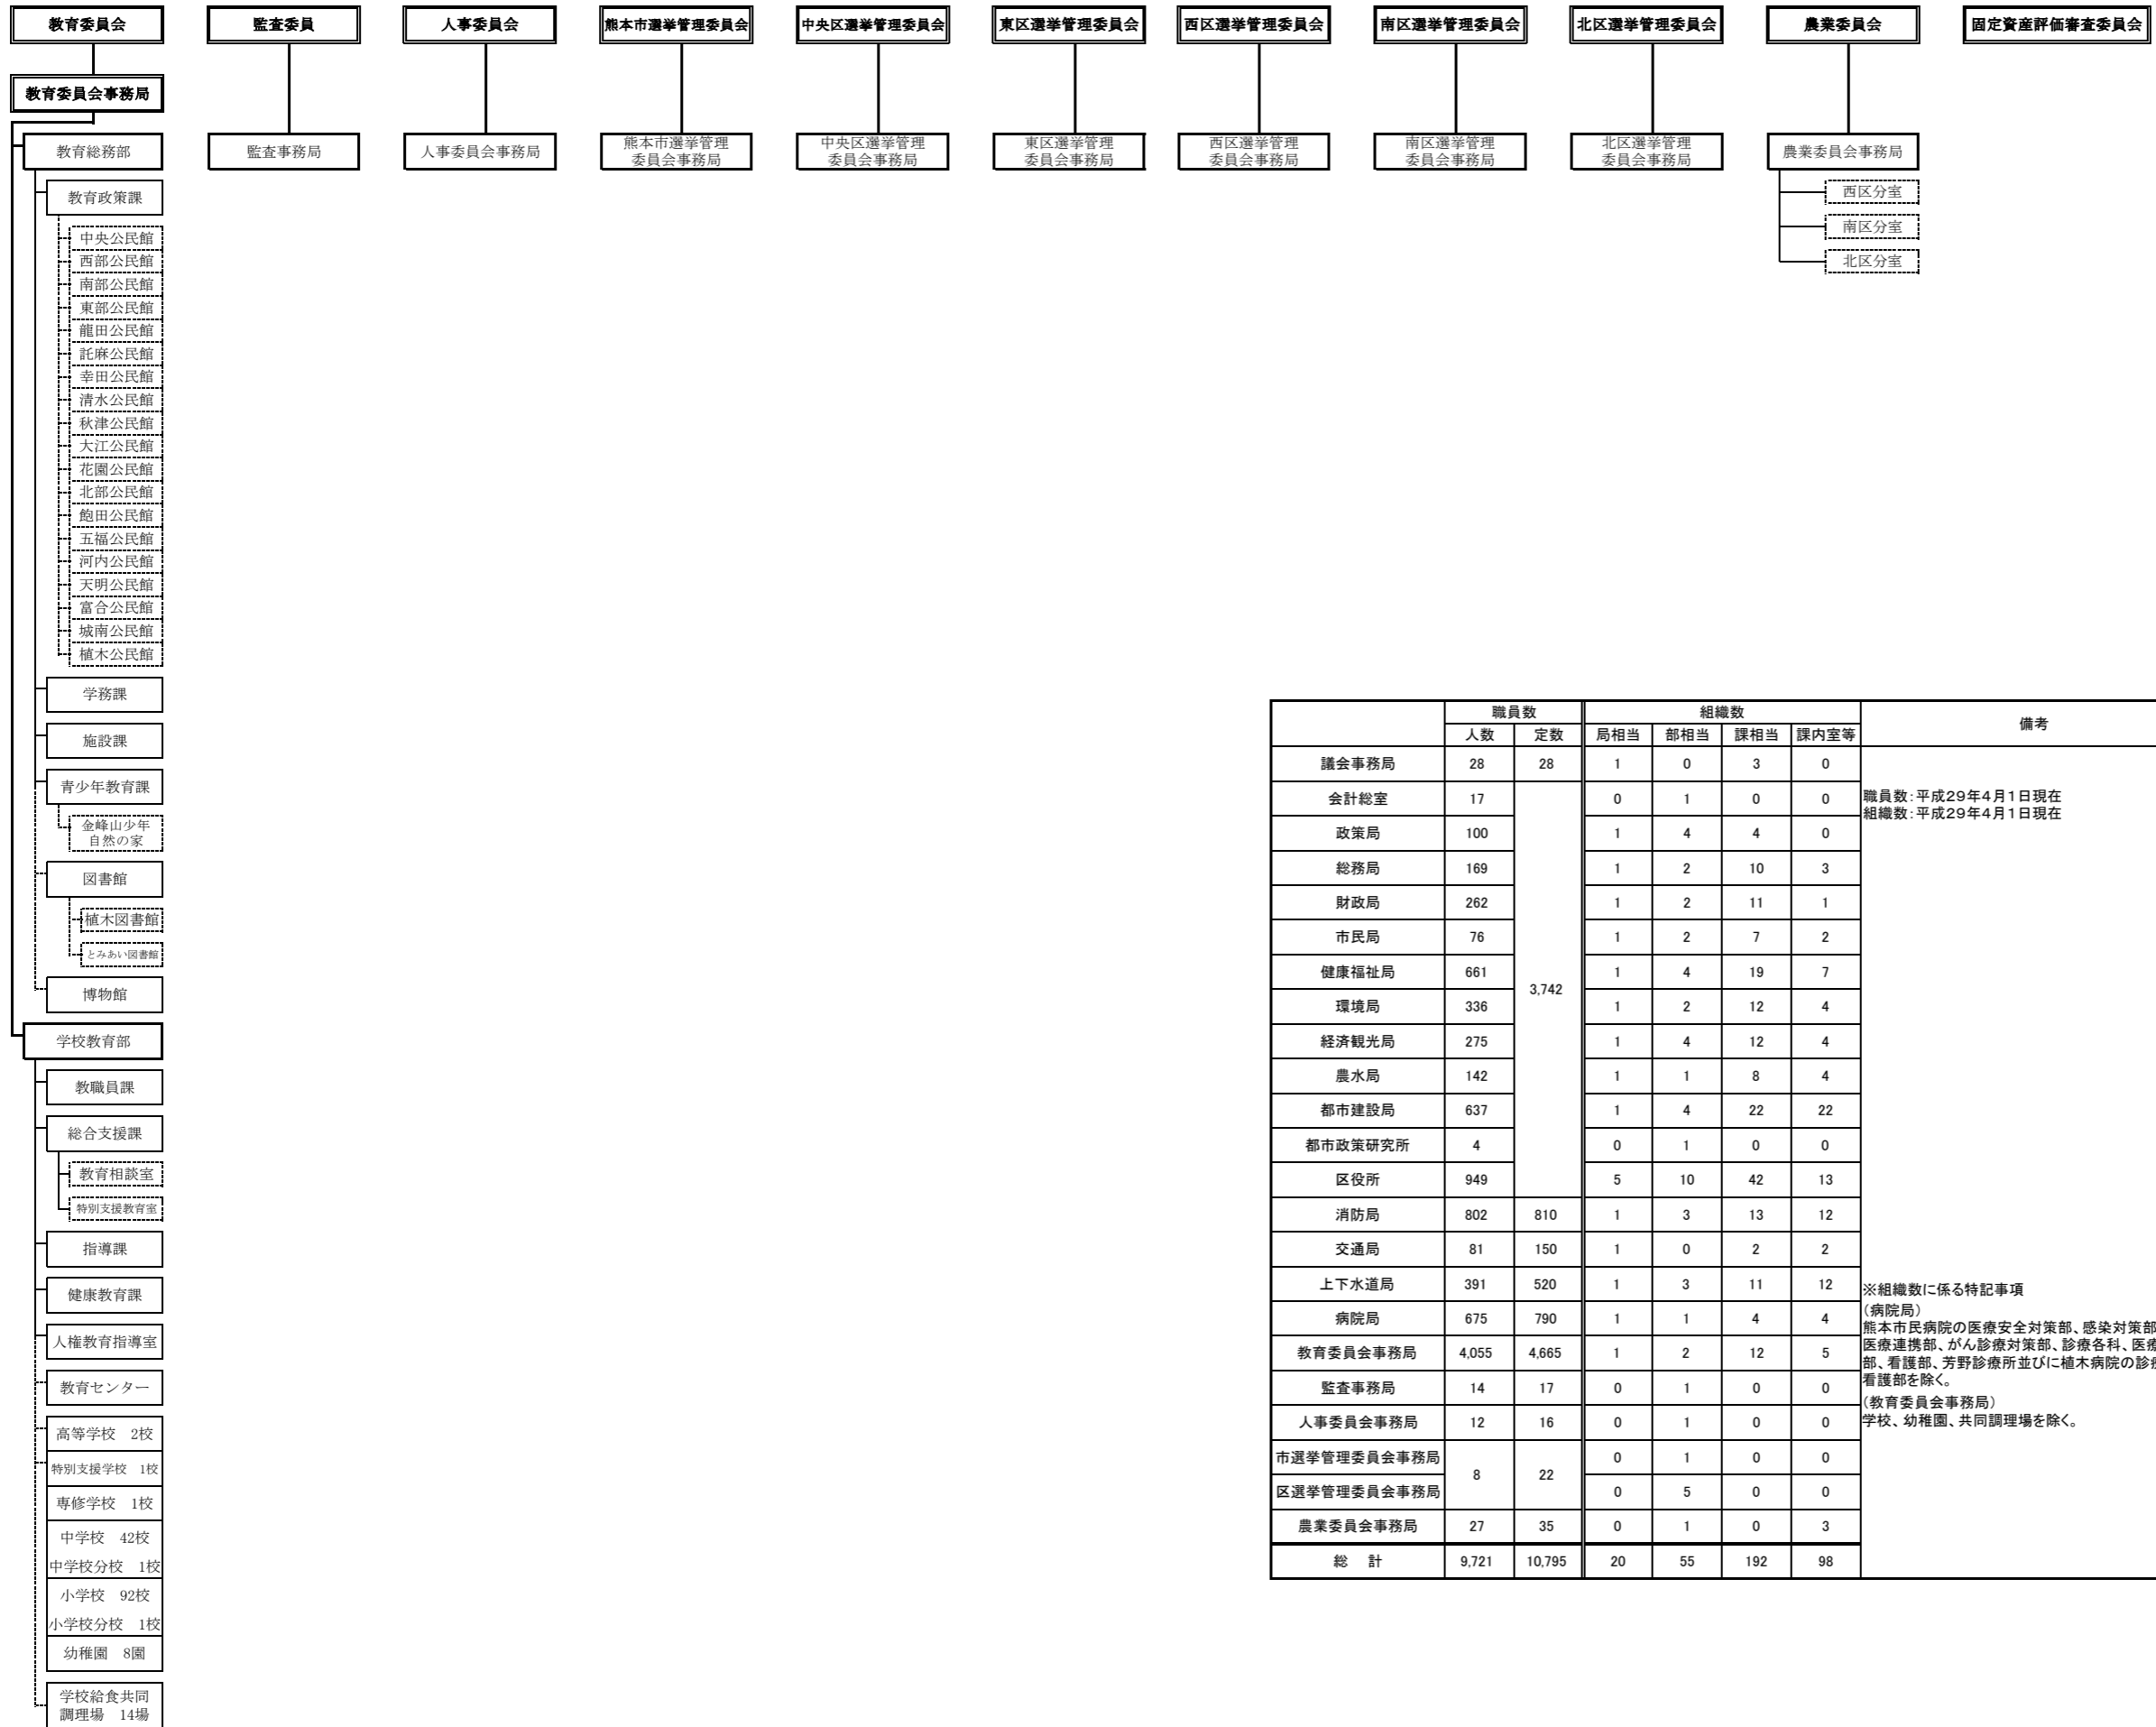 教育委員会
監査委員
人事委員会
熊本市選挙管理委員会
中央区選挙管理委員会
東区選挙管理委員会
西区選挙管理委員会
南区選挙管理委員会
北区選挙管理委員会
農業委員会
固定資産評価審査委員会
教育委員会事務局
教育総務部
監査事務局
人事委員会事務局
熊本市選挙管理
委員会事務局
中央区選挙管理
委員会事務局
東区選挙管理
委員会事務局
西区選挙管理
委員会事務局
南区選挙管理
委員会事務局
北区選挙管理
委員会事務局
農業委員会事務局
西区分室
南区分室
北区分室
教育政策課
中央公民館
西部公民館
南部公民館
東部公民館
龍田公民館
託麻公民館
幸田公民館
清水公民館
秋津公民館
大江公民館
花園公民館
北部公民館
飽田公民館
五福公民館
河内公民館
天明公民館
富合公民館
城南公民館
植木公民館
学務課
施設課
青少年教育課
金峰山少年
自然の家
図書館
植木図書館
とみあい図書館
博物館
学校教育部
教職員課
総合支援課
教育相談室
特別支援教育室
指導課
健康教育課
人権教育指導室
教育センター
高等学校 2校
特別支援学校 1校
専修学校 1校
中学校 42校
中学校分校 1校
小学校 92校
小学校分校 1校
幼稚園 8園
学校給食共同
調理場 14場
職員数 組織数 備考
人数 定数 局相当 部相当 課相当 課内室等
議会事務局 28 28 1 0 3 0
会計総室 17 0 1 0 0
政策局 100 1 4 4 0
総務局 169 1 2 10 3
財政局 262 1 2 11 1
市民局 76 1 2 7 2
健康福祉局 661 1 4 19 7
3,742
環境局 336 1 2 12 4
経済観光局 275 1 4 12 4
農水局 142 1 1 8 4
都市建設局 637 1 4 22 22
都市政策研究所 4 0 1 0 0
区役所 949 5 10 42 13
消防局 802 810 1 3 13 12
交通局 81 150 1 0 2 2
上下水道局 391 520 1 3 11 12
病院局 675 790 1 1 4 4
教育委員会事務局 4,055 4,665 1 2 12 5
監査事務局 14 17 0 1 0 0
人事委員会事務局 12 16 0 1 0 0
市選挙管理委員会事務局 8 22 0 1 0 0
区選挙管理委員会事務局 0 5 0 0
農業委員会事務局 27 35 0 1 0 3
総 計 9,721 10,795 20 55 192 98
職員数：平成29年4月1日現在
組織数：平成29年4月1日現在
※組織数に係る特記事項
（病院局）
熊本市民病院の医療安全対策部、感染対策部
医療連携部、がん診療対策部、診療各科、医療
部、看護部、芳野診療所並びに植木病院の診療
看護部を除く。
（教育委員会事務局）
学校、幼稚園、共同調理場を除く。